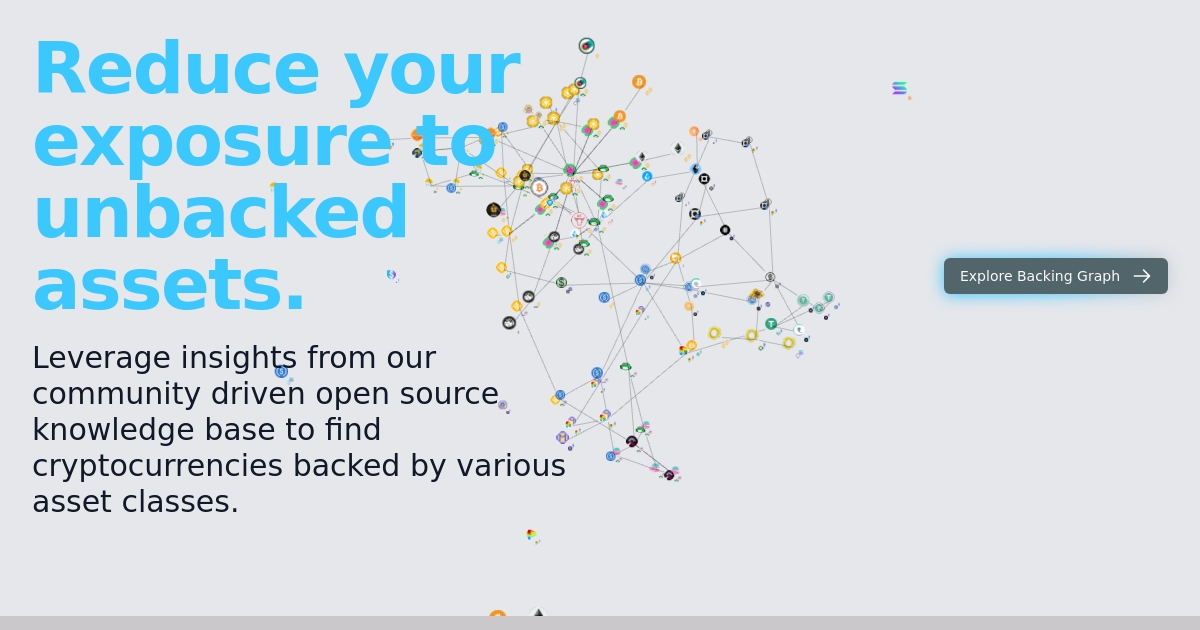 Reduce your
exposure to
unbacked
assets.
Leverage insights from our
community driven open source
knowledge base to find
cryptocurrencies backed by various
asset classes.
Explore Backing Graph